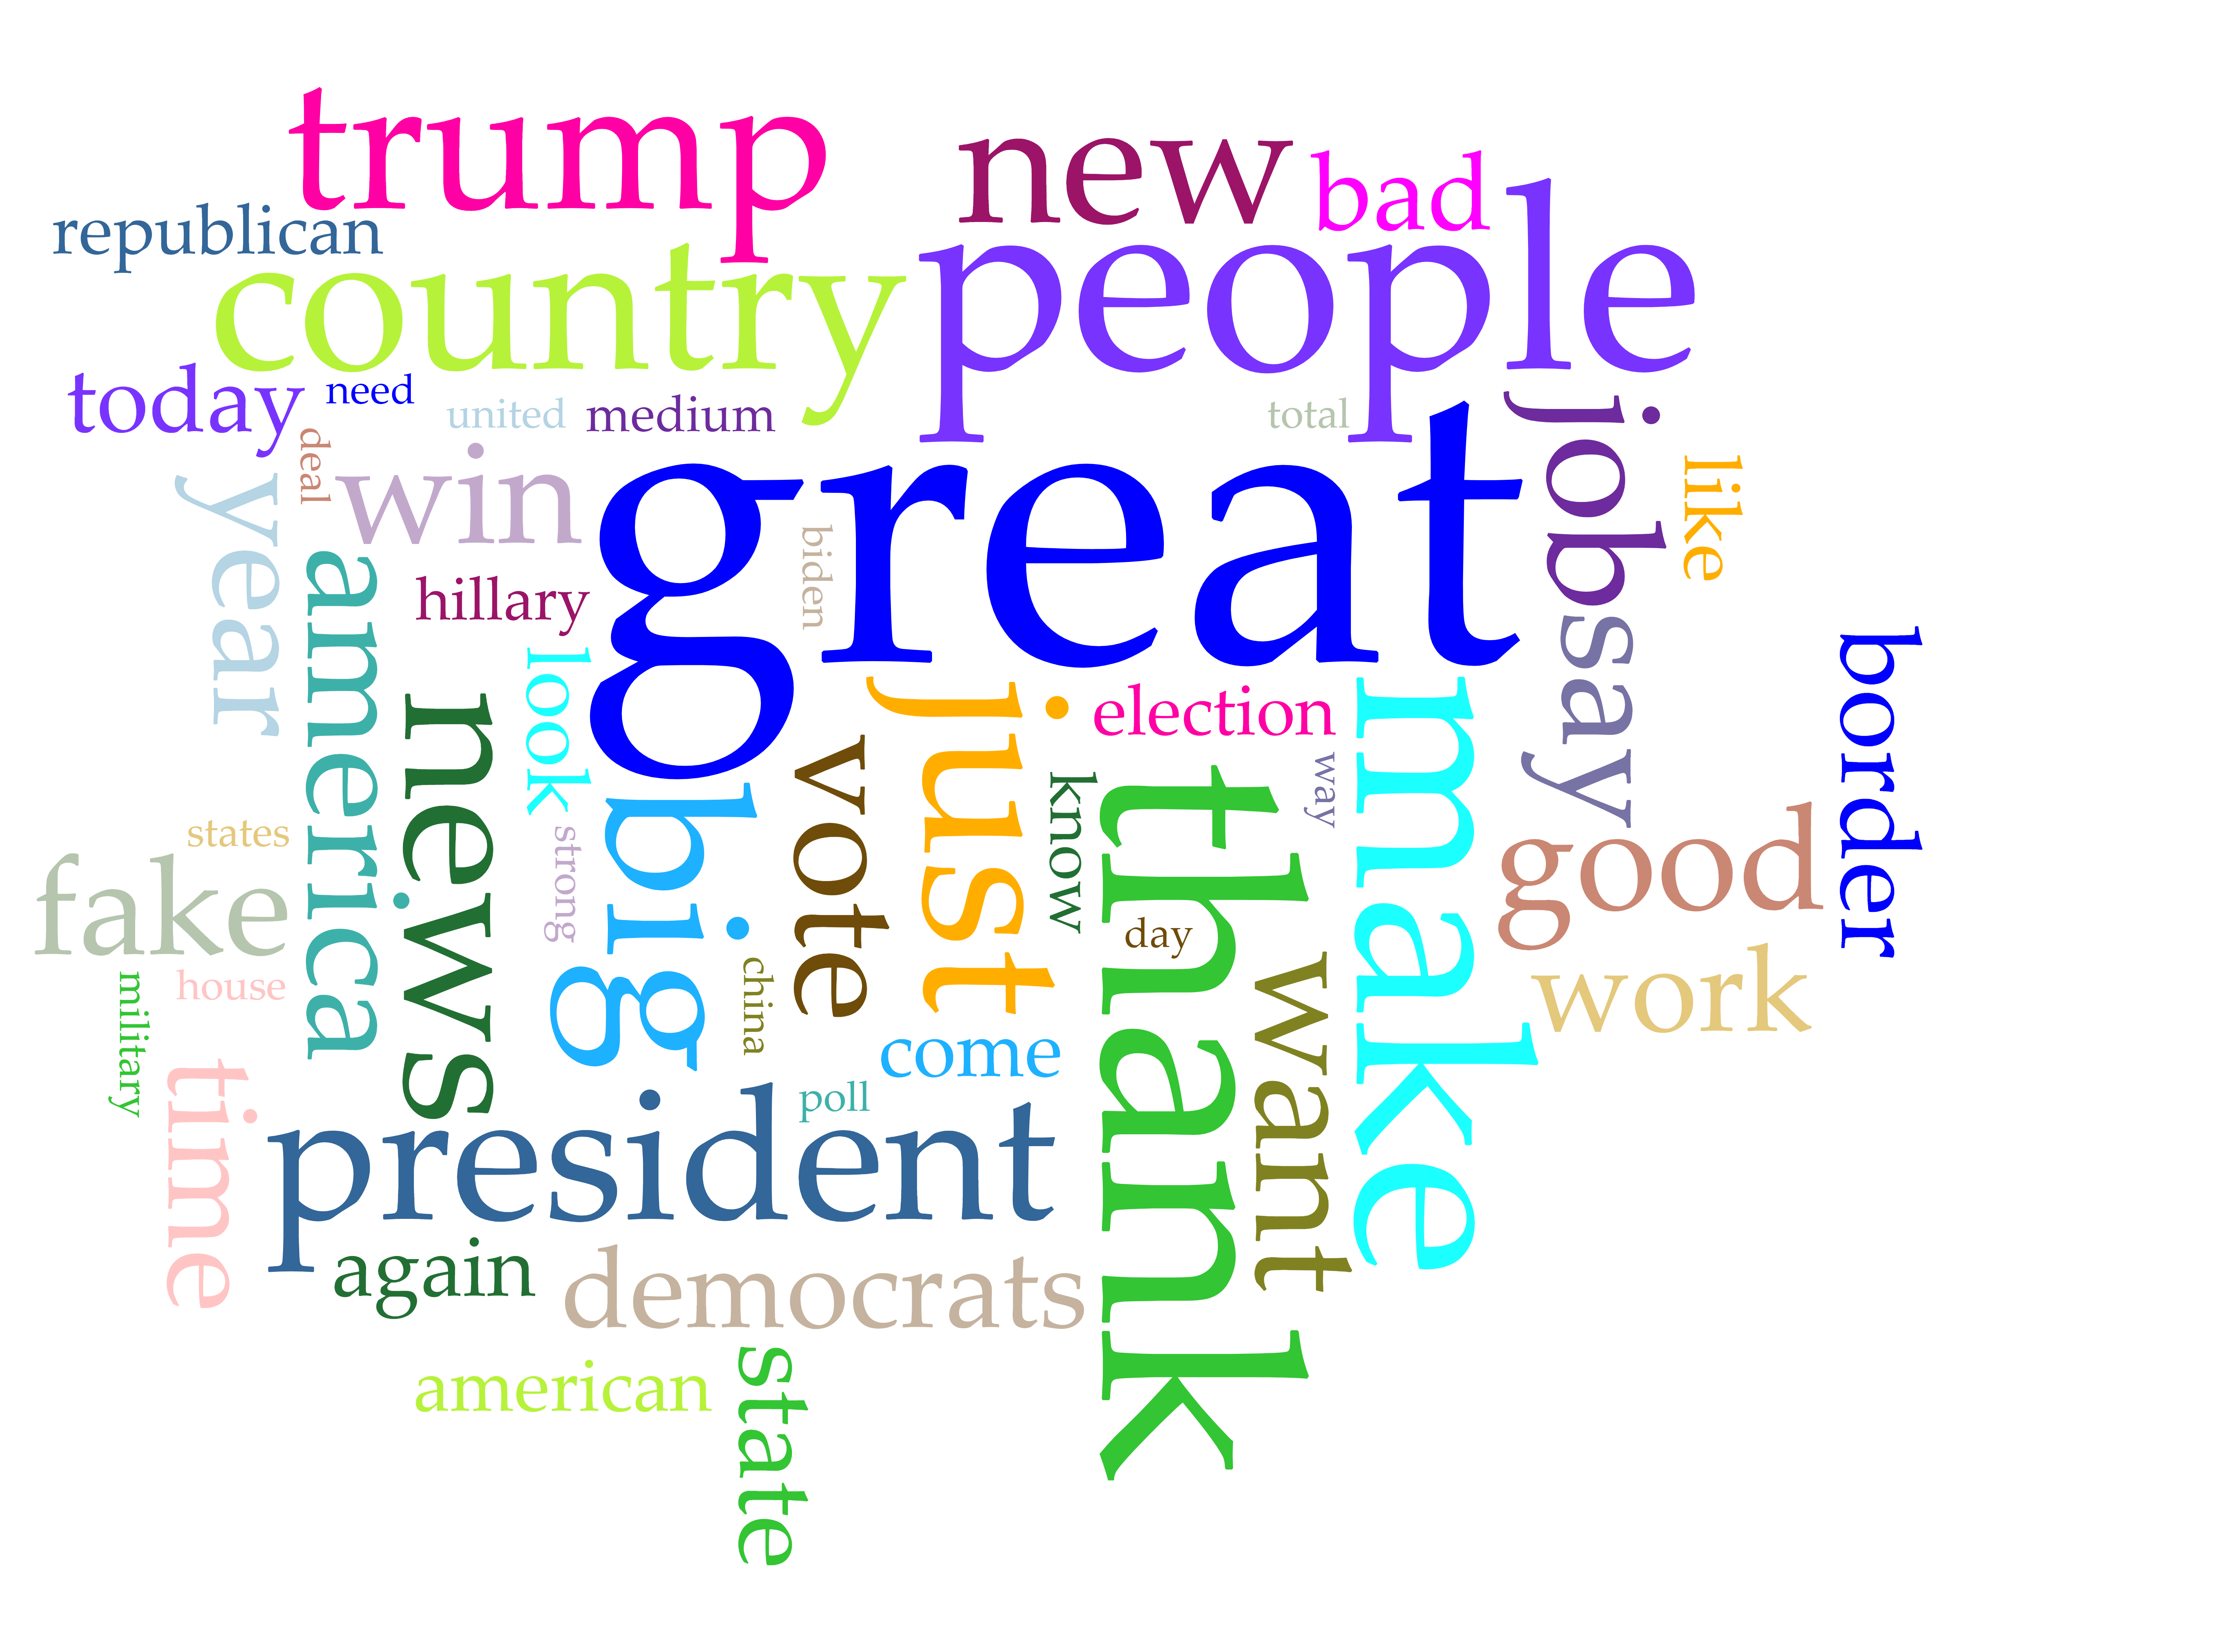 trump
new
bad
republican
country
people
today
need
united
medium
total
job
like
deal
year
win
great
biden
america
hillary
look
news
just
election
make
say
border
vote
know
way
thank
big
states
strong
good
fake
day
house
military
china
want
work
time
come
poll
president
again
democrats
american
state